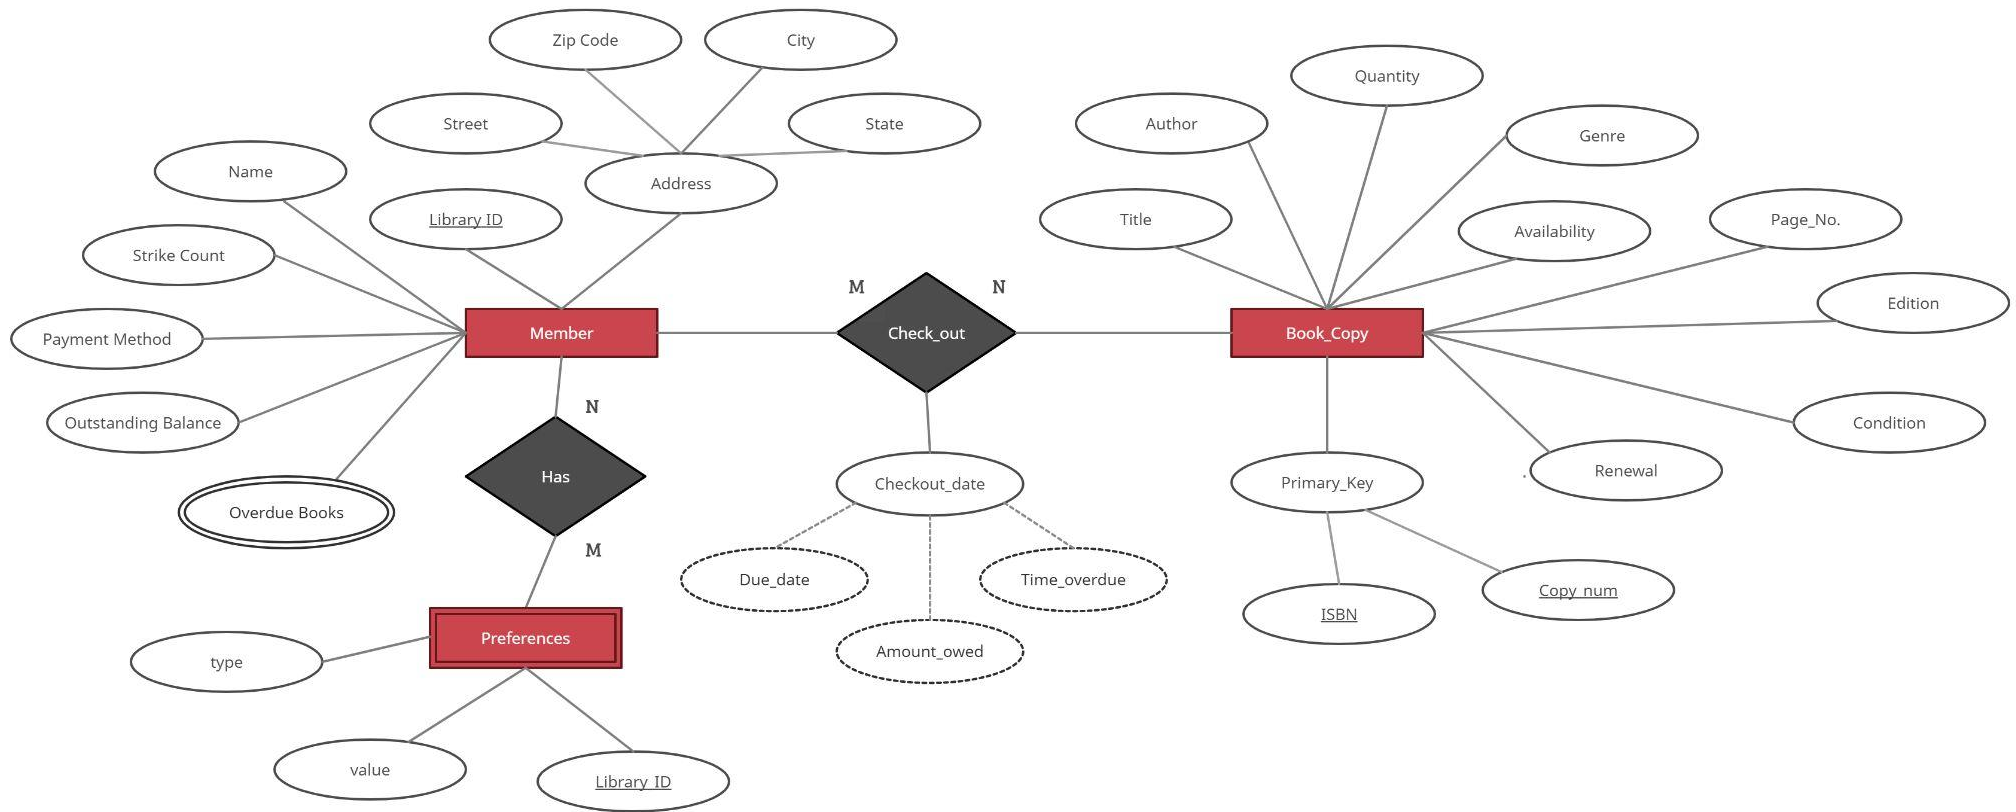 Zip Code
City
Quantity
Street
State
Author
Genre
Name
Address
Library ID
Title
Availability
Page_No.
Strike Count
M
N
Edition
Member
Check_out
Book_Copy
Payment Method
N
Outstanding Balance
Condition
Has
Checkout_date
Primary_Key
Renewal
Overdue Books
M
Due_date
Time_overdue
ISBN
Copy_num
Preferences
Amount_owed
type
value
Library_ID